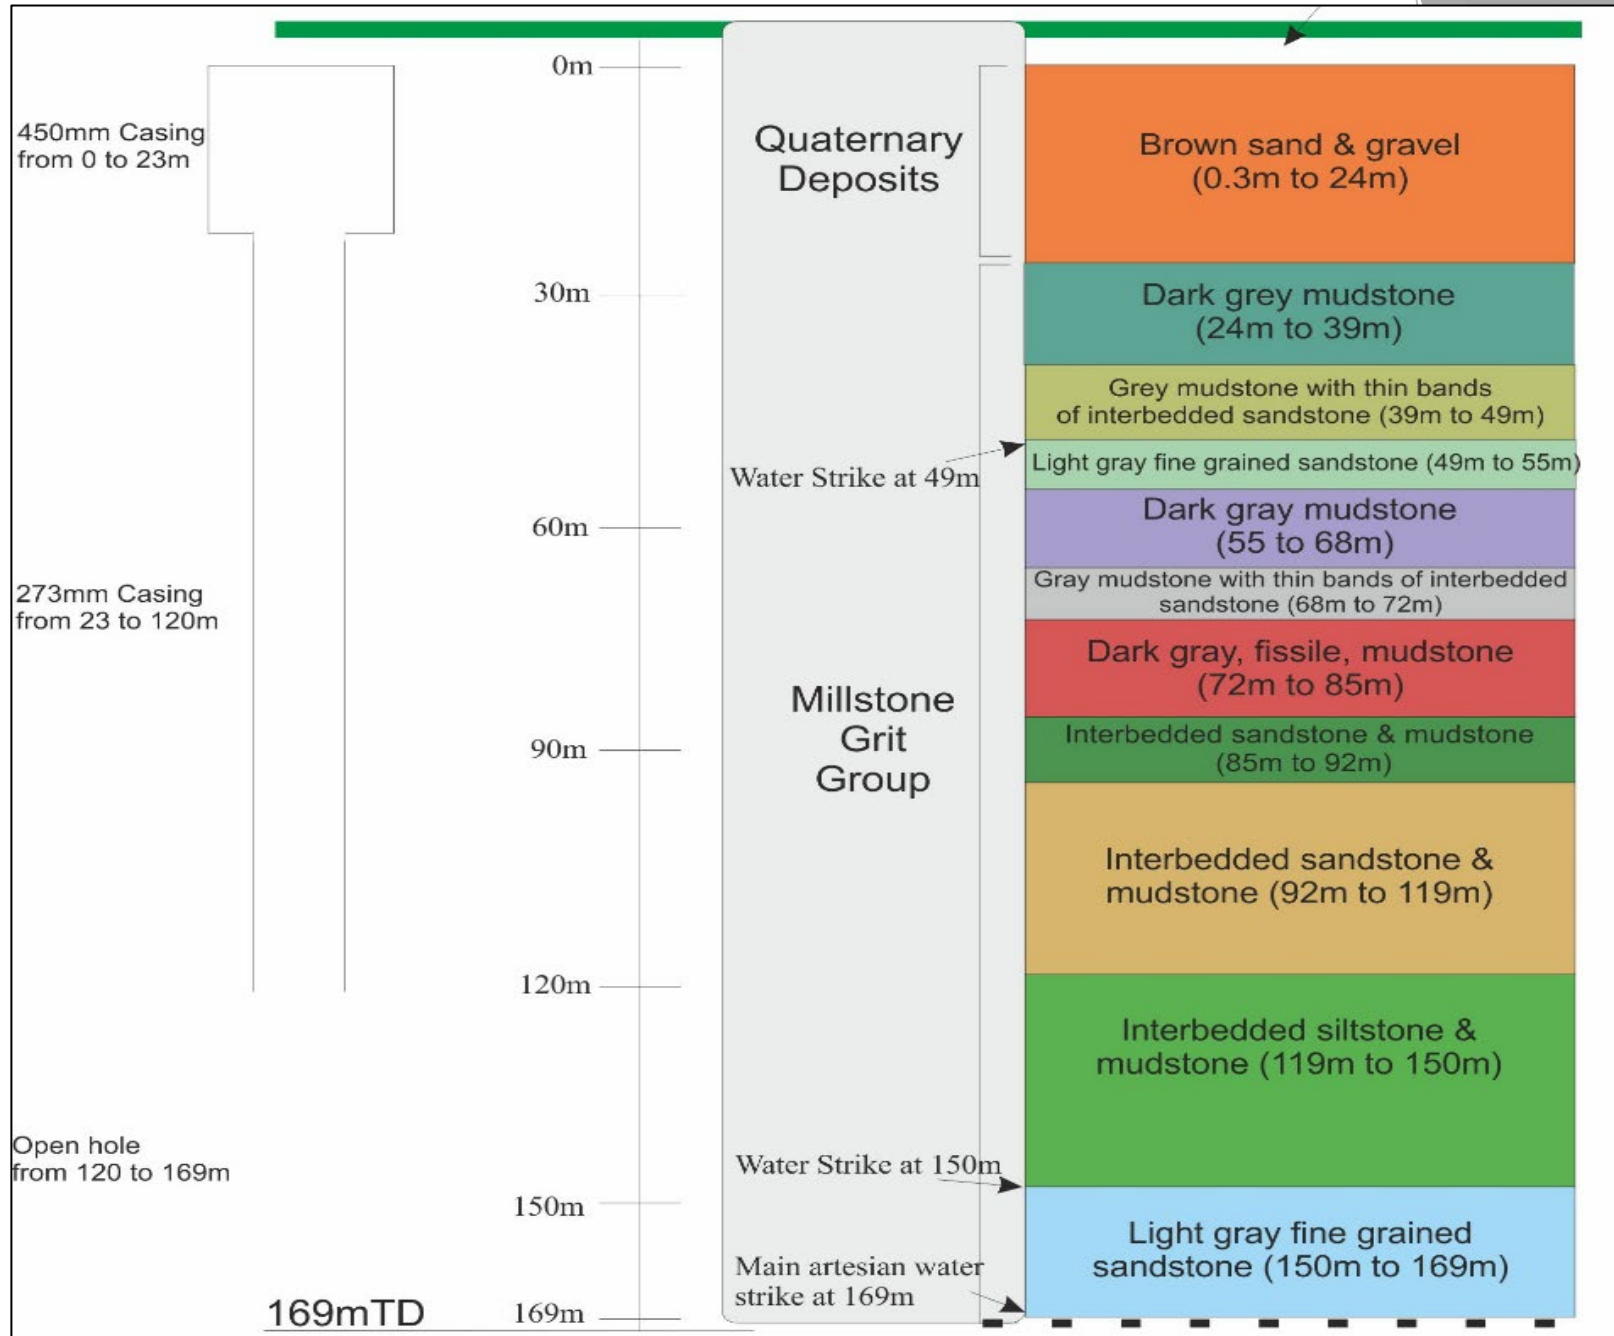 450mm Casing
from 0 to 23m
273mm Casing
from 23 to 120m
Open hole
from 120 to 169m
169mTD
0m
30m
60m
90m
120m
150m
169m
Quaternary
Deposits
Water Strike at 49m
Millstone
Grit
Group
Water Strike at 150m
Main artesian water
strike at 169m
Brown sand & gravel
(0.3m to 24m)
Dark grey mudstone
(24m to 39m)
Grey mudstone with thin bands
of interbedded sandstone (39m to 49m)
Light gray fine grained sandstone (49m to 55m)
Dark gray mudstone
(55 to 68m)
Gray mudstone with thin bands of interbedded
sandstone (68m to 72m)
Dark gray, fissile, mudstone
(72m to 85m)
Interbedded sandstone & mudstone
(85m to 92m)
Interbedded sandstone &
mudstone (92m to 119m)
Interbedded siltstone &
mudstone (119m to 150m)
Light gray fine grained
sandstone (150m to 169m)